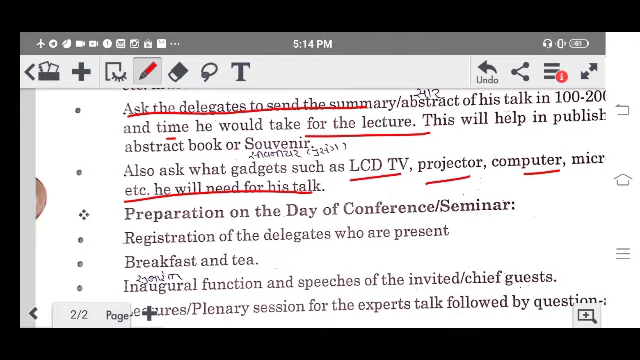 5:14 PM
61
Undo
Ask the delegates to send the summary/abstract of his talk in 100-200
and time he would take for the lecture. This will help in publish
abstract book or Souvenir.
Also ask what gadgets such as LCD TV, projector, computer, micr
etc. he will need for his talk.
Preparation on the Day of Conference/Seminar:
Registration of the delegates who are present
Breakfast and tea.
Inaugural function and speeches of the invited/chief guests.
Lectures/Plenary session for the experts talk followed by question-a
2/2 Page